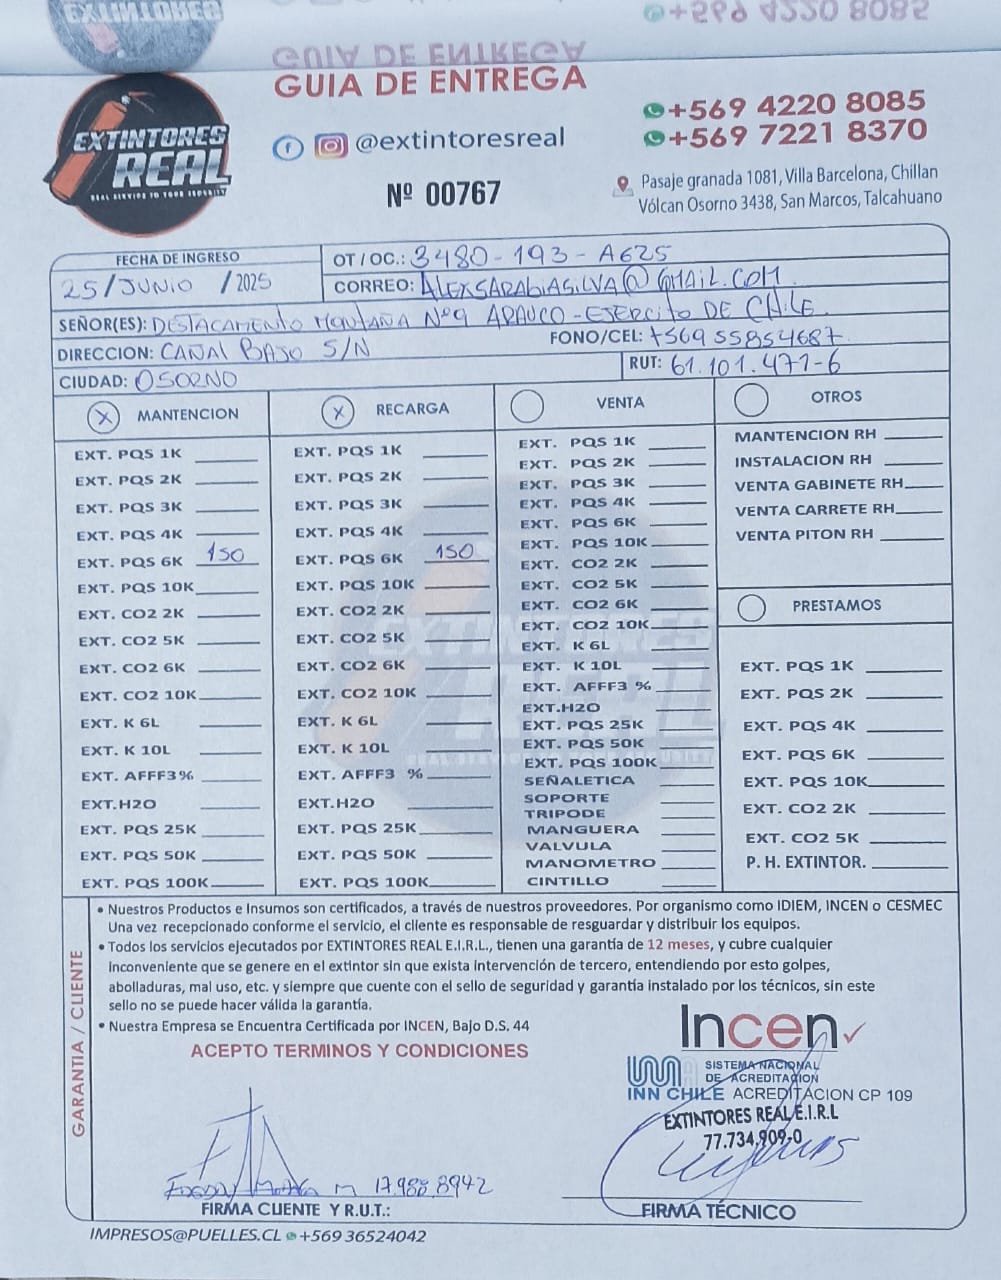 GUIA DE ENTREGA
EXTINTORES
REAL
REAL SERVICE TO YOUR SECURITY
@extintoresreal
Nº 00767
+569 4220 8085
+569 7221 8370
Pasaje granada 1081, Villa Barcelona, Chillan
Vólcan Osorno 3438, San Marcos, Talcahuano
FECHA DE INGRESO
25/JUNIO /2025
OT / OC.: 3480-193-A625
CORREO: ALEXSARABIASILVA@GMAIL.COM
SEÑOR(ES): DESTACAMENTO MONTAÑA Nº9 ARAUCO-EJERCITO DE CHILE.
DIRECCION: CAÑAL BAJO S/N
FONO/CEL: +569 55854687
CIUDAD: OSORNO
RUT: 61.101.471-6
X MANTENCION
EXT. PQS 1K
EXT. PQS 2K
EXT. PQS 3K
EXT. PQS 4K
EXT. PQS 6K 150
EXT. PQS 10K
EXT. CO2 2K
EXT. CO2 5K
EXT. CO2 6K
EXT. CO2 10K
EXT. K 6L
EXT. K 10L
EXT. AFFF3%
EXT.H2O
EXT. PQS 25K
EXT. PQS 50K
EXT. PQS 100K
X RECARGA
EXT. PQS 1K
EXT. PQS 2K
EXT. PQS 3K
EXT. PQS 4K
EXT. PQS 6K 150
EXT. PQS 10K
EXT. CO2 2K
EXT. CO2 5K
EXT. CO2 6K
EXT. CO2 10K
EXT. K 6L
EXT. K 10L
EXT. AFFF3 %
EXT.H2O
EXT. PQS 25K
EXT. PQS 50K
EXT. PQS 100K
VENTA
EXT. PQS 1K
EXT. PQS 2K
EXT. PQS 3K
EXT. PQS 4K
EXT. PQS 6K
EXT. PQS 10K
EXT. CO2 2K
EXT. CO2 5K
EXT. CO2 6K
EXT. CO2 10K
EXT. K 6L
EXT. K 10L
EXT. AFFF3 %
EXT.H2O
EXT. PQS 25K
EXT. PQS 50K
EXT. PQS 100K
SEÑALETICA
SOPORTE
TRIPODE
MANGUERA
VALVULA
MANOMETRO
CINTILLO
OTROS
MANTENCION RH
INSTALACION RH
VENTA GABINETE RH
VENTA CARRETE RH
VENTA PITON RH
PRESTAMOS
EXT. PQS 1K
EXT. PQS 2K
EXT. PQS 4K
EXT. PQS 6K
EXT. PQS 10K
EXT. CO2 2K
EXT. CO2 5K
P. H. EXTINTOR.
GARANTIA / CLIENTE
• Nuestros Productos e Insumos son certificados, a través de nuestros proveedores. Por organismo como IDIEM, INCEN o CESMEC
Una vez recepcionado conforme el servicio, el cliente es responsable de resguardar y distribuir los equipos.
• Todos los servicios ejecutados por EXTINTORES REAL E.I.R.L., tienen una garantía de 12 meses, y cubre cualquier
Inconveniente que se genere en el extintor sin que exista intervención de tercero, entendiendo por esto golpes,
abolladuras, mal uso, etc. y siempre que cuente con el sello de seguridad y garantía instalado por los técnicos, sin este
sello no se puede hacer válida la garantía.
• Nuestra Empresa se Encuentra Certificada por INCEN, Bajo D.S. 44
ACEPTO TERMINOS Y CONDICIONES
Incen
SISTEMA NACIONAL
DE ACREDITACION
INN CHILE ACREDITACION CP 109
EXTINTORES REAL E.I.R.L
77.734.909-0
FIRMA CLIENTE Y R.U.T.:
FIRMA TÉCNICO
IMPRESOS@PUELLES.CL +569 36524042